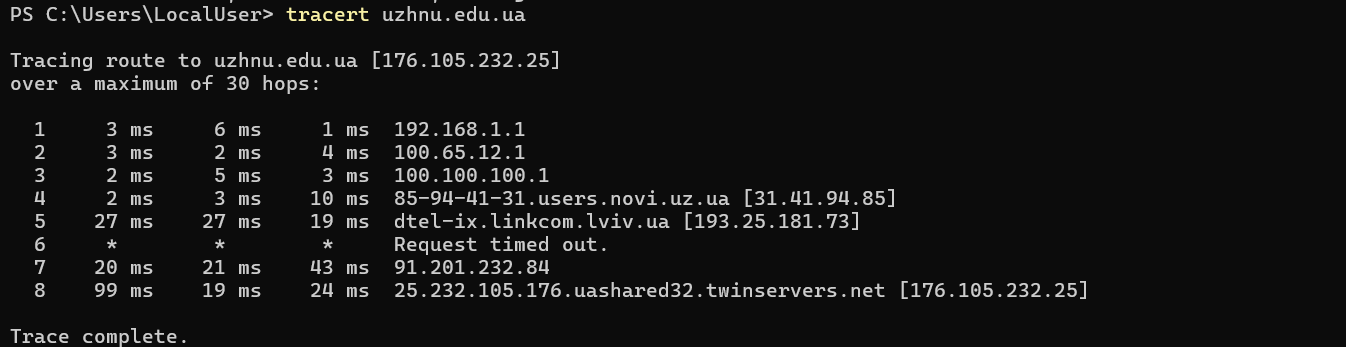 PS C:\Users\LocalUser> tracert uzhnu.edu.ua
Tracing route to uzhnu.edu.ua [176.105.232.25]
over a maximum of 30 hops:
1 3 ms 6 ms 1 ms 192.168.1.1
2 3 ms 2 ms 4 ms 100.65.12.1
3 2 ms 5 ms 3 ms 100.100.100.1
4 2 ms 3 ms 10 ms 85-94-41-31.users.novi.uz.ua [31.41.94.85]
5 27 ms 27 ms 19 ms dtel-ix.linkcom.lviv.ua [193.25.181.73]
6 * * * Request timed out.
7 20 ms 21 ms 43 ms 91.201.232.84
8 99 ms 19 ms 24 ms 25.232.105.176.uashared32.twinservers.net [176.105.232.25]
Trace complete.